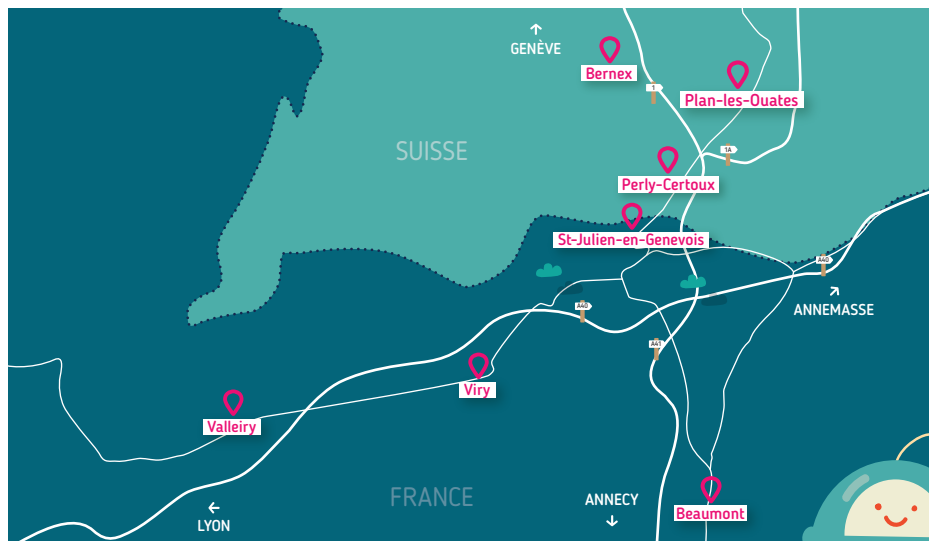 GENÈVE
Bernex
Plan-les-Ouates
1
SUISSE
1A
Perly-Certoux
St-Julien-en-Genevois
A40
ANNEMASSE
A40
A41
Viry
Valleiry
FRANCE
ANNECY
Beaumont
LYON